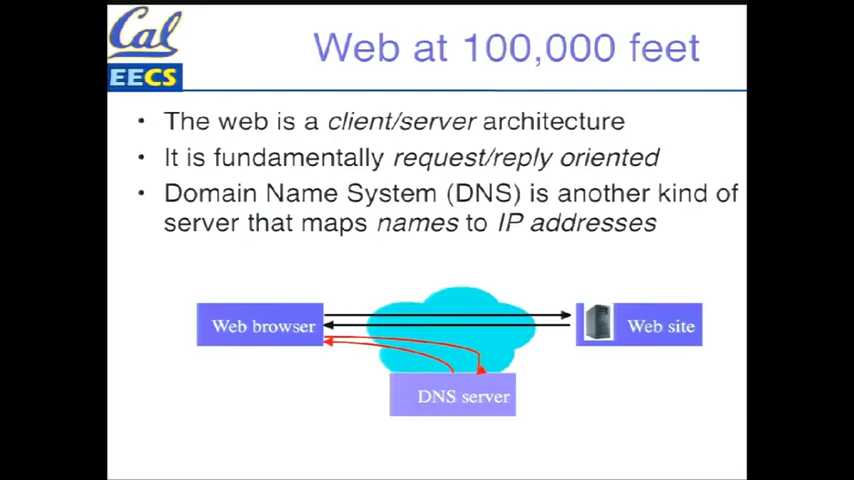 Cal
EECS
Web at 100,000 feet
• The web is a client/server architecture
• It is fundamentally request/reply oriented
• Domain Name System (DNS) is another kind of
server that maps names to IP addresses
Web browser
Web site
DNS server